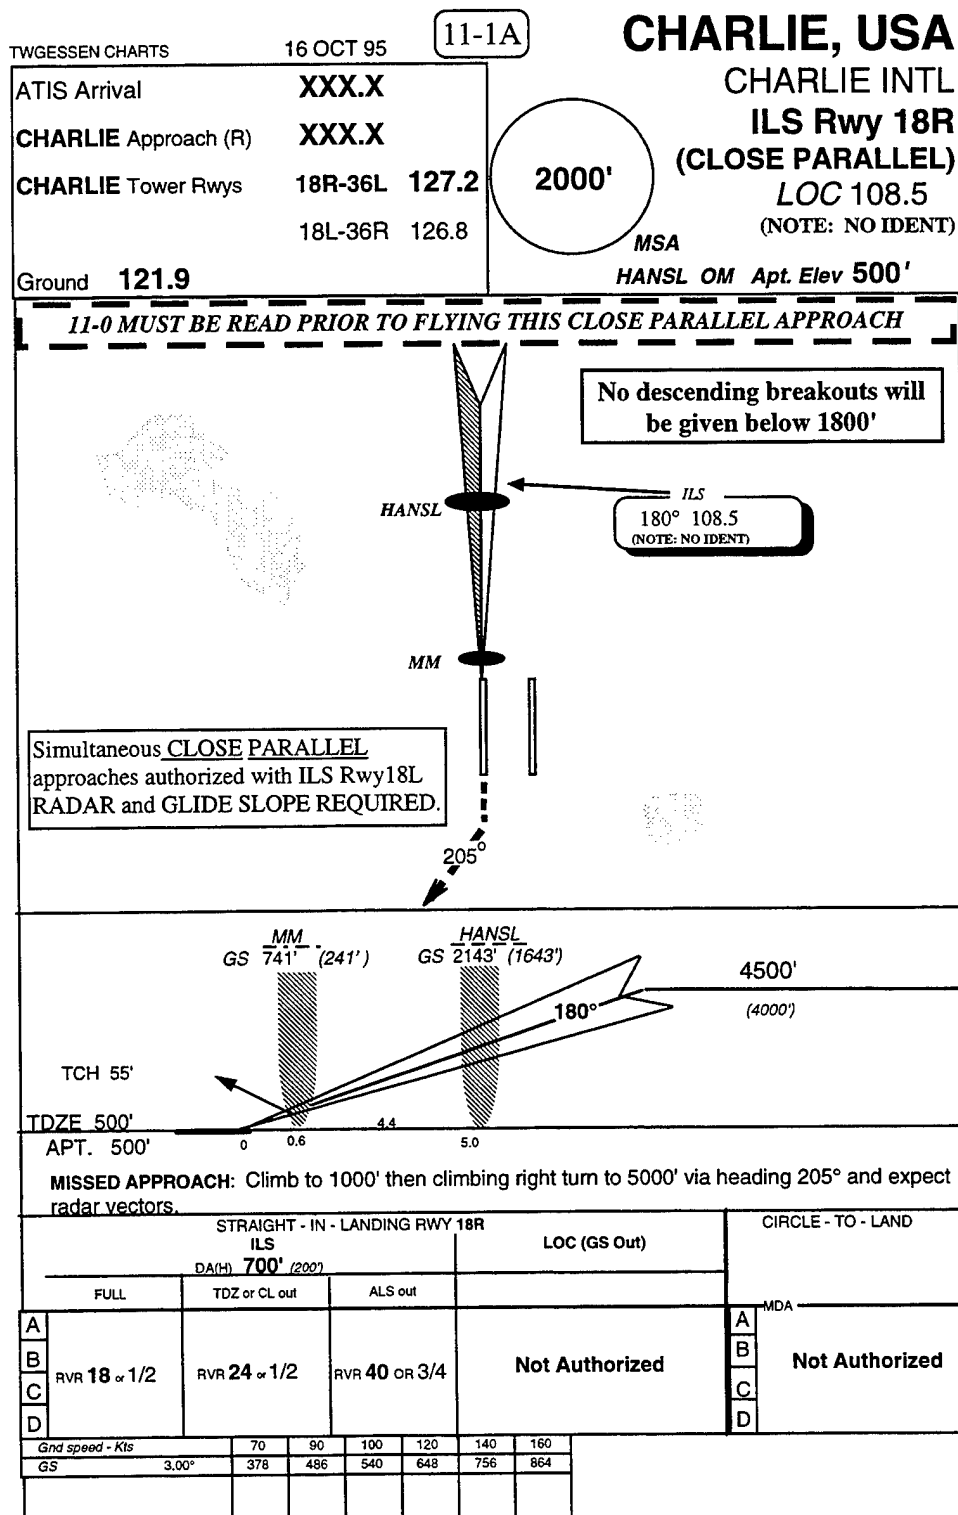 TWGESSEN CHARTS 16 OCT 95 11-1A
CHARLIE, USA
CHARLIE INTL
ILS Rwy 18R
(CLOSE PARALLEL)
LOC 108.5
(NOTE: NO IDENT)
ATIS Arrival XXX.X
CHARLIE Approach (R) XXX.X
CHARLIE Tower Rwys 18R-36L 127.2
18L-36R 126.8
Ground 121.9
2000'
MSA
HANSL OM Apt. Elev 500'
11-0 MUST BE READ PRIOR TO FLYING THIS CLOSE PARALLEL APPROACH
No descending breakouts will
be given below 1800'
HANSL
ILS
180° 108.5
(NOTE: NO IDENT)
MM
Simultaneous CLOSE PARALLEL
approaches authorized with ILS Rwy18L
RADAR and GLIDE SLOPE REQUIRED.
205°
MM
GS 741' (241')
HANSL
GS 2143' (1643')
4500'
180°
(4000')
TCH 55'
TDZE 500'
APT. 500'
0 0.6 4.4 5.0
MISSED APPROACH: Climb to 1000' then climbing right turn to 5000' via heading 205° and expect
radar vectors.
STRAIGHT - IN - LANDING RWY 18R
ILS
DA(H) 700' (200')
LOC (GS Out)
CIRCLE - TO - LAND
FULL TDZ or CL out ALS out
MDA
A
B
C
D
RVR 18 or 1/2
RVR 24 or 1/2
RVR 40 OR 3/4
Not Authorized
A
B
C
D
Not Authorized
Gnd speed - Kts 70 90 100 120 140 160
GS 3.00° 378 486 540 648 756 864